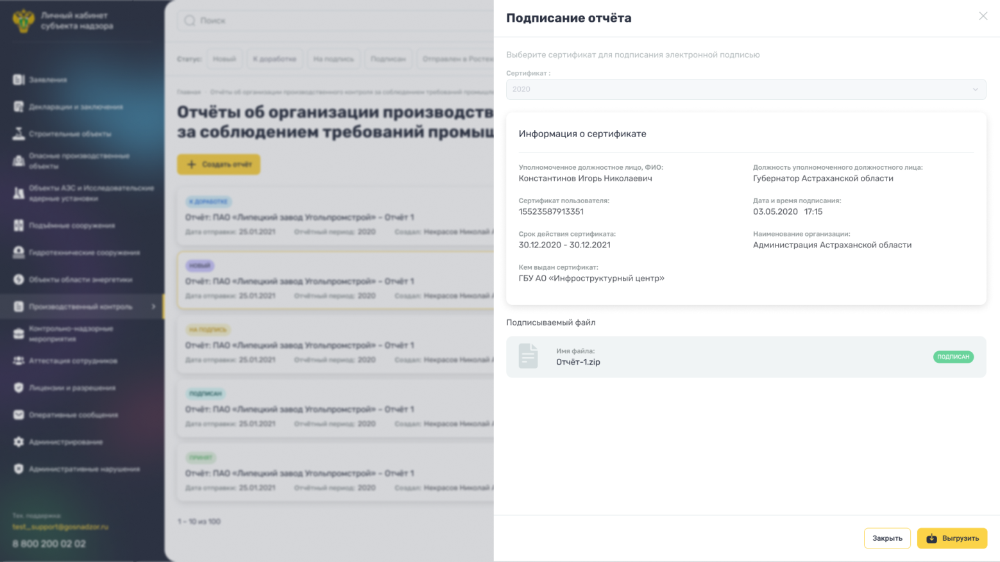 Личный кабинет
субъекта надзора
Заявления
Декларации и заключения
Строительные объекты
Опасные производственные
объекты
Объекты АЭС и Исследовательские
ядерные установки
Подъёмные сооружения
Гидротехнические сооружения
Объекты области энергетики
Производственный контроль
Контрольно-надзорные
мероприятия
Аттестация сотрудников
Лицензии и разрешения
Оперативные сообщения
Администрирование
Административные нарушения
Тех. поддержка:
test_support@gosnadzor.ru
8 800 200 02 02
Поиск
Статус: Новый К доработке На подпись Подписан Отправлен в Ростех
Главная Отчёты об организации производственного контроля за соблюдением требований промышл
Отчёты об организации производств
за соблюдением требований промыш
Создать отчёт
К ДОРАБОТКЕ
Отчёт: ПАО «Липецкий завод Угольпромстрой» – Отчёт 1
Дата отправки: 25.01.2021 Отчётный период: 2020 Создал: Некрасов Николай А
НОВЫЙ
Отчёт: ПАО «Липецкий завод Угольпромстрой» – Отчёт 1
Дата отправки: 25.01.2021 Отчётный период: 2020 Создал: Некрасов Николай А
НА ПОДПИСЬ
Отчёт: ПАО «Липецкий завод Угольпромстрой» – Отчёт 1
Дата отправки: 25.01.2021 Отчётный период: 2020 Создал: Некрасов Николай А
ПОДПИСАН
Отчёт: ПАО «Липецкий завод Угольпромстрой» – Отчёт 1
Дата отправки: 25.01.2021 Отчётный период: 2020 Создал: Некрасов Николай А
ПРИНЯТ
Отчёт: ПАО «Липецкий завод Угольпромстрой» – Отчёт 1
Дата отправки: 25.01.2021 Отчётный период: 2020 Создал: Некрасов Николай А
1 – 10 из 100
Подписание отчёта
Выберите сертификат для подписания электронной подписью
Сертификат :
2020
Информация о сертификате
Уполномоченное должностное лицо, ФИО:
Константинов Игорь Николаевич
Должность уполномоченного должностного лица:
Губернатор Астраханской области
Сертификат пользователя:
15523587913351
Дата и время подписания:
03.05.2020 17:15
Срок действия сертификата:
30.12.2020 - 30.12.2021
Наименование организации:
Администрация Астраханской области
Кем выдан сертификат:
ГБУ АО «Инфроструктурный центр»
Подписываемый файл
Имя файла:
Отчёт-1.zip
ПОДПИСАН
Закрыть
Выгрузить